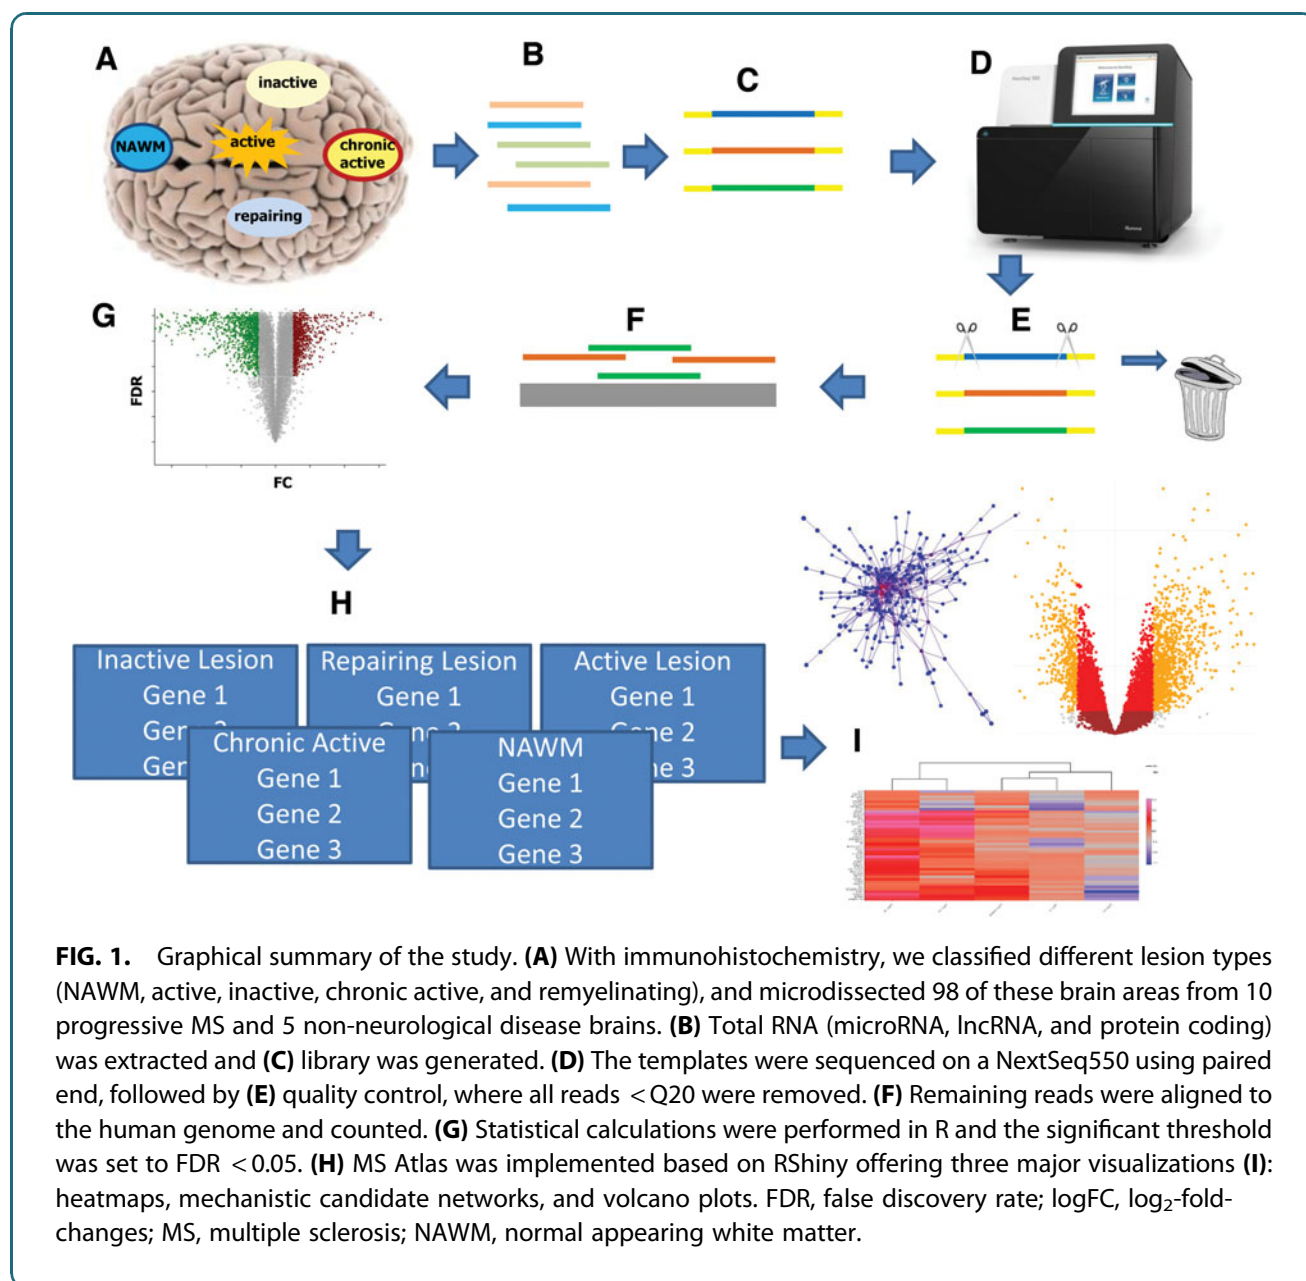 A
B
C
D
inactive
NAWM
active
chronic
active
repairing
G
F
E
FDR
FC
H
Inactive Lesion
Gene 1
Repairing Lesion
Gene 1
Active Lesion
Gene 1
Gene 2
Chronic Active
Gene 1
Gene 2
Gene 3
NAWM
Gene 1
Gene 2
Gene 3
I
FIG. 1. Graphical summary of the study. (A) With immunohistochemistry, we classified different lesion types
(NAWM, active, inactive, chronic active, and remyelinating), and microdissected 98 of these brain areas from 10
progressive MS and 5 non-neurological disease brains. (B) Total RNA (microRNA, lncRNA, and protein coding)
was extracted and (C) library was generated. (D) The templates were sequenced on a NextSeq550 using paired
end, followed by (E) quality control, where all reads <Q20 were removed. (F) Remaining reads were aligned to
the human genome and counted. (G) Statistical calculations were performed in R and the significant threshold
was set to FDR <0.05. (H) MS Atlas was implemented based on RShiny offering three major visualizations (I):
heatmaps, mechanistic candidate networks, and volcano plots. FDR, false discovery rate; logFC, log₂-fold-
changes; MS, multiple sclerosis; NAWM, normal appearing white matter.